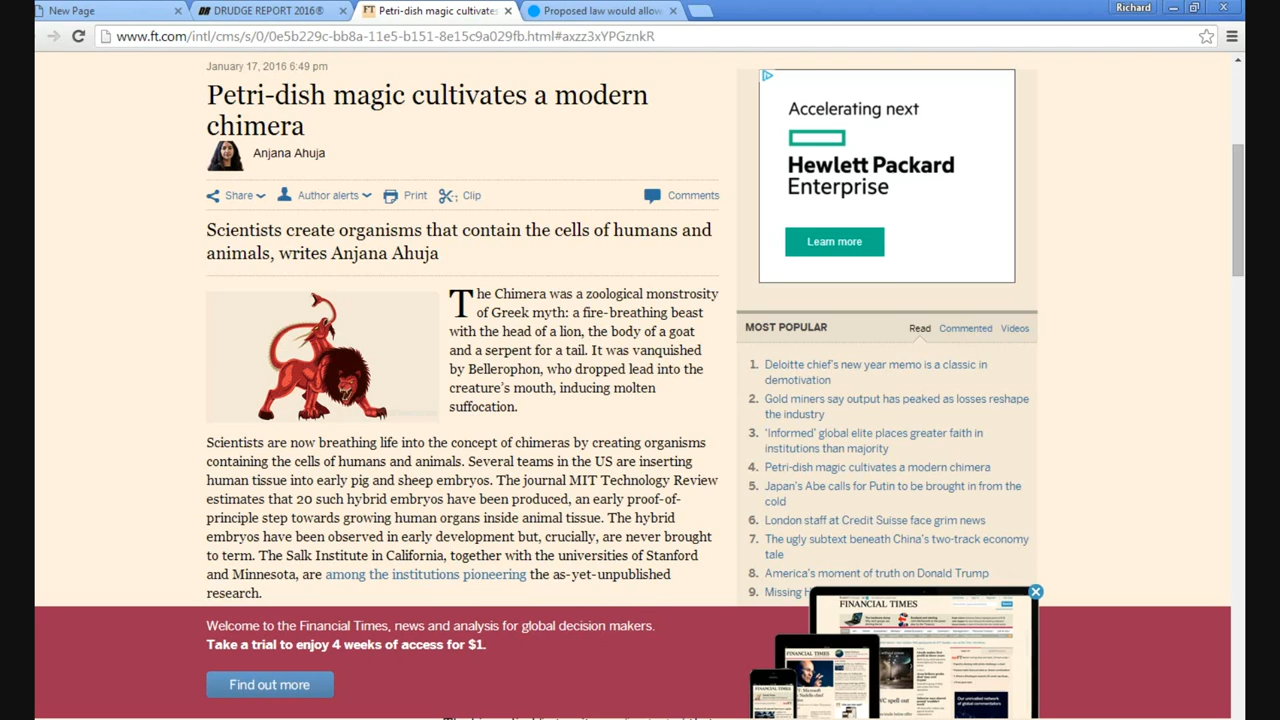 New Page
DRUDGE REPORT 2016®
FT
Petri-dish magic cultivates
Proposed law would allow
Richard
www.ft.com/intl/cms/s/0/0e5b229c-bb8a-11e5-b151-8e15c9a029fb.html#axzz3xYPGznkR
January 17, 2016 6:49 pm
Petri-dish magic cultivates a modern
chimera
Anjana Ahuja
Share
Author alerts
Print
Clip
Comments
Scientists create organisms that contain the cells of humans and
animals, writes Anjana Ahuja
The Chimera was a zoological monstrosity
of Greek myth: a fire-breathing beast
with the head of a lion, the body of a goat
and a serpent for a tail. It was vanquished
by Bellerophon, who dropped lead into the
creature's mouth, inducing molten
suffocation.
Scientists are now breathing life into the concept of chimeras by creating organisms
containing the cells of humans and animals. Several teams in the US are inserting
human tissue into early pig and sheep embryos. The journal MIT Technology Review
estimates that 20 such hybrid embryos have been produced, an early proof-of-
principle step towards growing human organs inside animal tissue. The hybrid
embryos have been observed in early development but, crucially, are never brought
to term. The Salk Institute in California, together with the universities of Stanford
and Minnesota, are among the institutions pioneering the as-yet-unpublished
research.
Accelerating next
Hewlett Packard
Enterprise
Learn more
MOST POPULAR
Read
Commented
Videos
1. Deloitte chief's new year memo is a classic in
demotivation
2. Gold miners say output has peaked as losses reshape
the industry
3. 'Informed' global elite places greater faith in
institutions than majority
4. Petri-dish magic cultivates a modern chimera
5. Japan's Abe calls for Putin to be brought in from the
cold
6. London staff at Credit Suisse face grim news
7. The ugly subtext beneath China's two-track economy
tale
8. America's moment of truth on Donald Trump
9. Missing
Welcome to the Financial Times, news and analysis for global decision makers.
Take a trial to enjoy 4 weeks of access for $1.
Find more
FINANCIAL TIMES
FINANCIAL TIMES